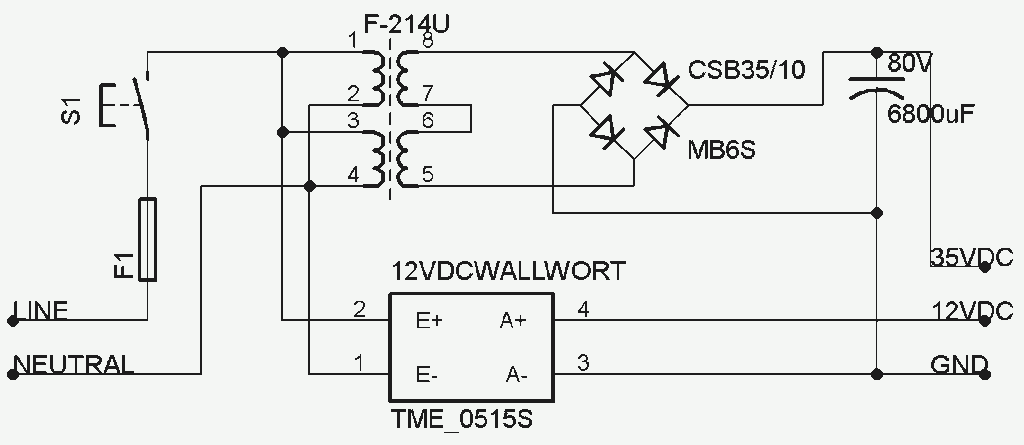 F-214U
1
8
CSB35/10
80V
2
7
S1
3
6
6800uF
MB6S
4
5
F1
12VDCWALLWORT
35VDC
LINE
2
E+
A+
4
12VDC
NEUTRAL
1
E-
A-
3
GND
TME_0515S